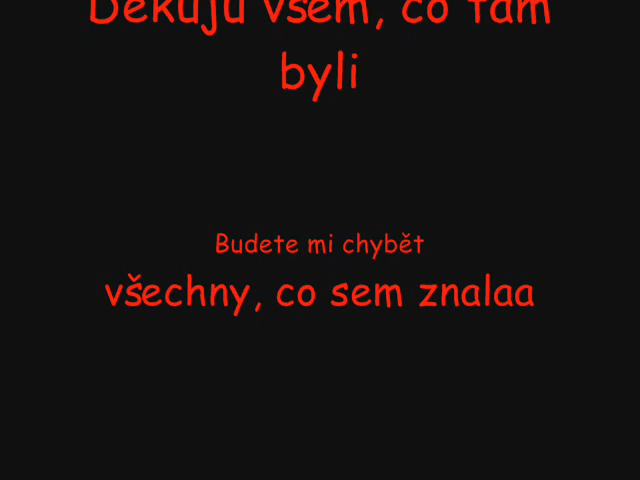 Děkuju všem, co tam
byli
Budete mi chybět
všechny, co sem znalaa